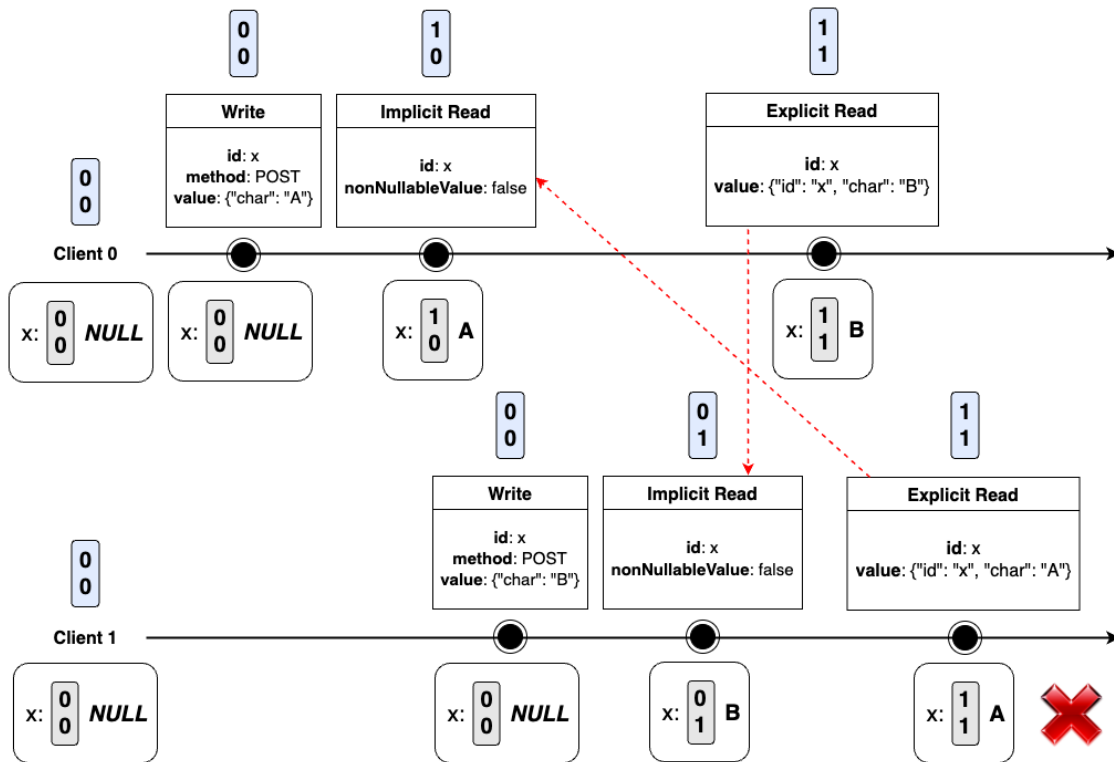 0
0
1
0
1
1
Write
id: x
method: POST
value: {"char": "A"}
Implicit Read
id: x
nonNullableValue: false
Explicit Read
id: x
value: {"id": "x", "char": "B"}
0
0
Client 0
x: 0 0 NULL
x: 0 0 NULL
x: 1 0 A
x: 1 1 B
0
0
0
1
1
1
Write
id: x
method: POST
value: {"char": "B"}
Implicit Read
id: x
nonNullableValue: false
Explicit Read
id: x
value: {"id": "x", "char": "A"}
0
0
Client 1
x: 0 0 NULL
x: 0 0 NULL
x: 0 1 B
x: 1 1 A